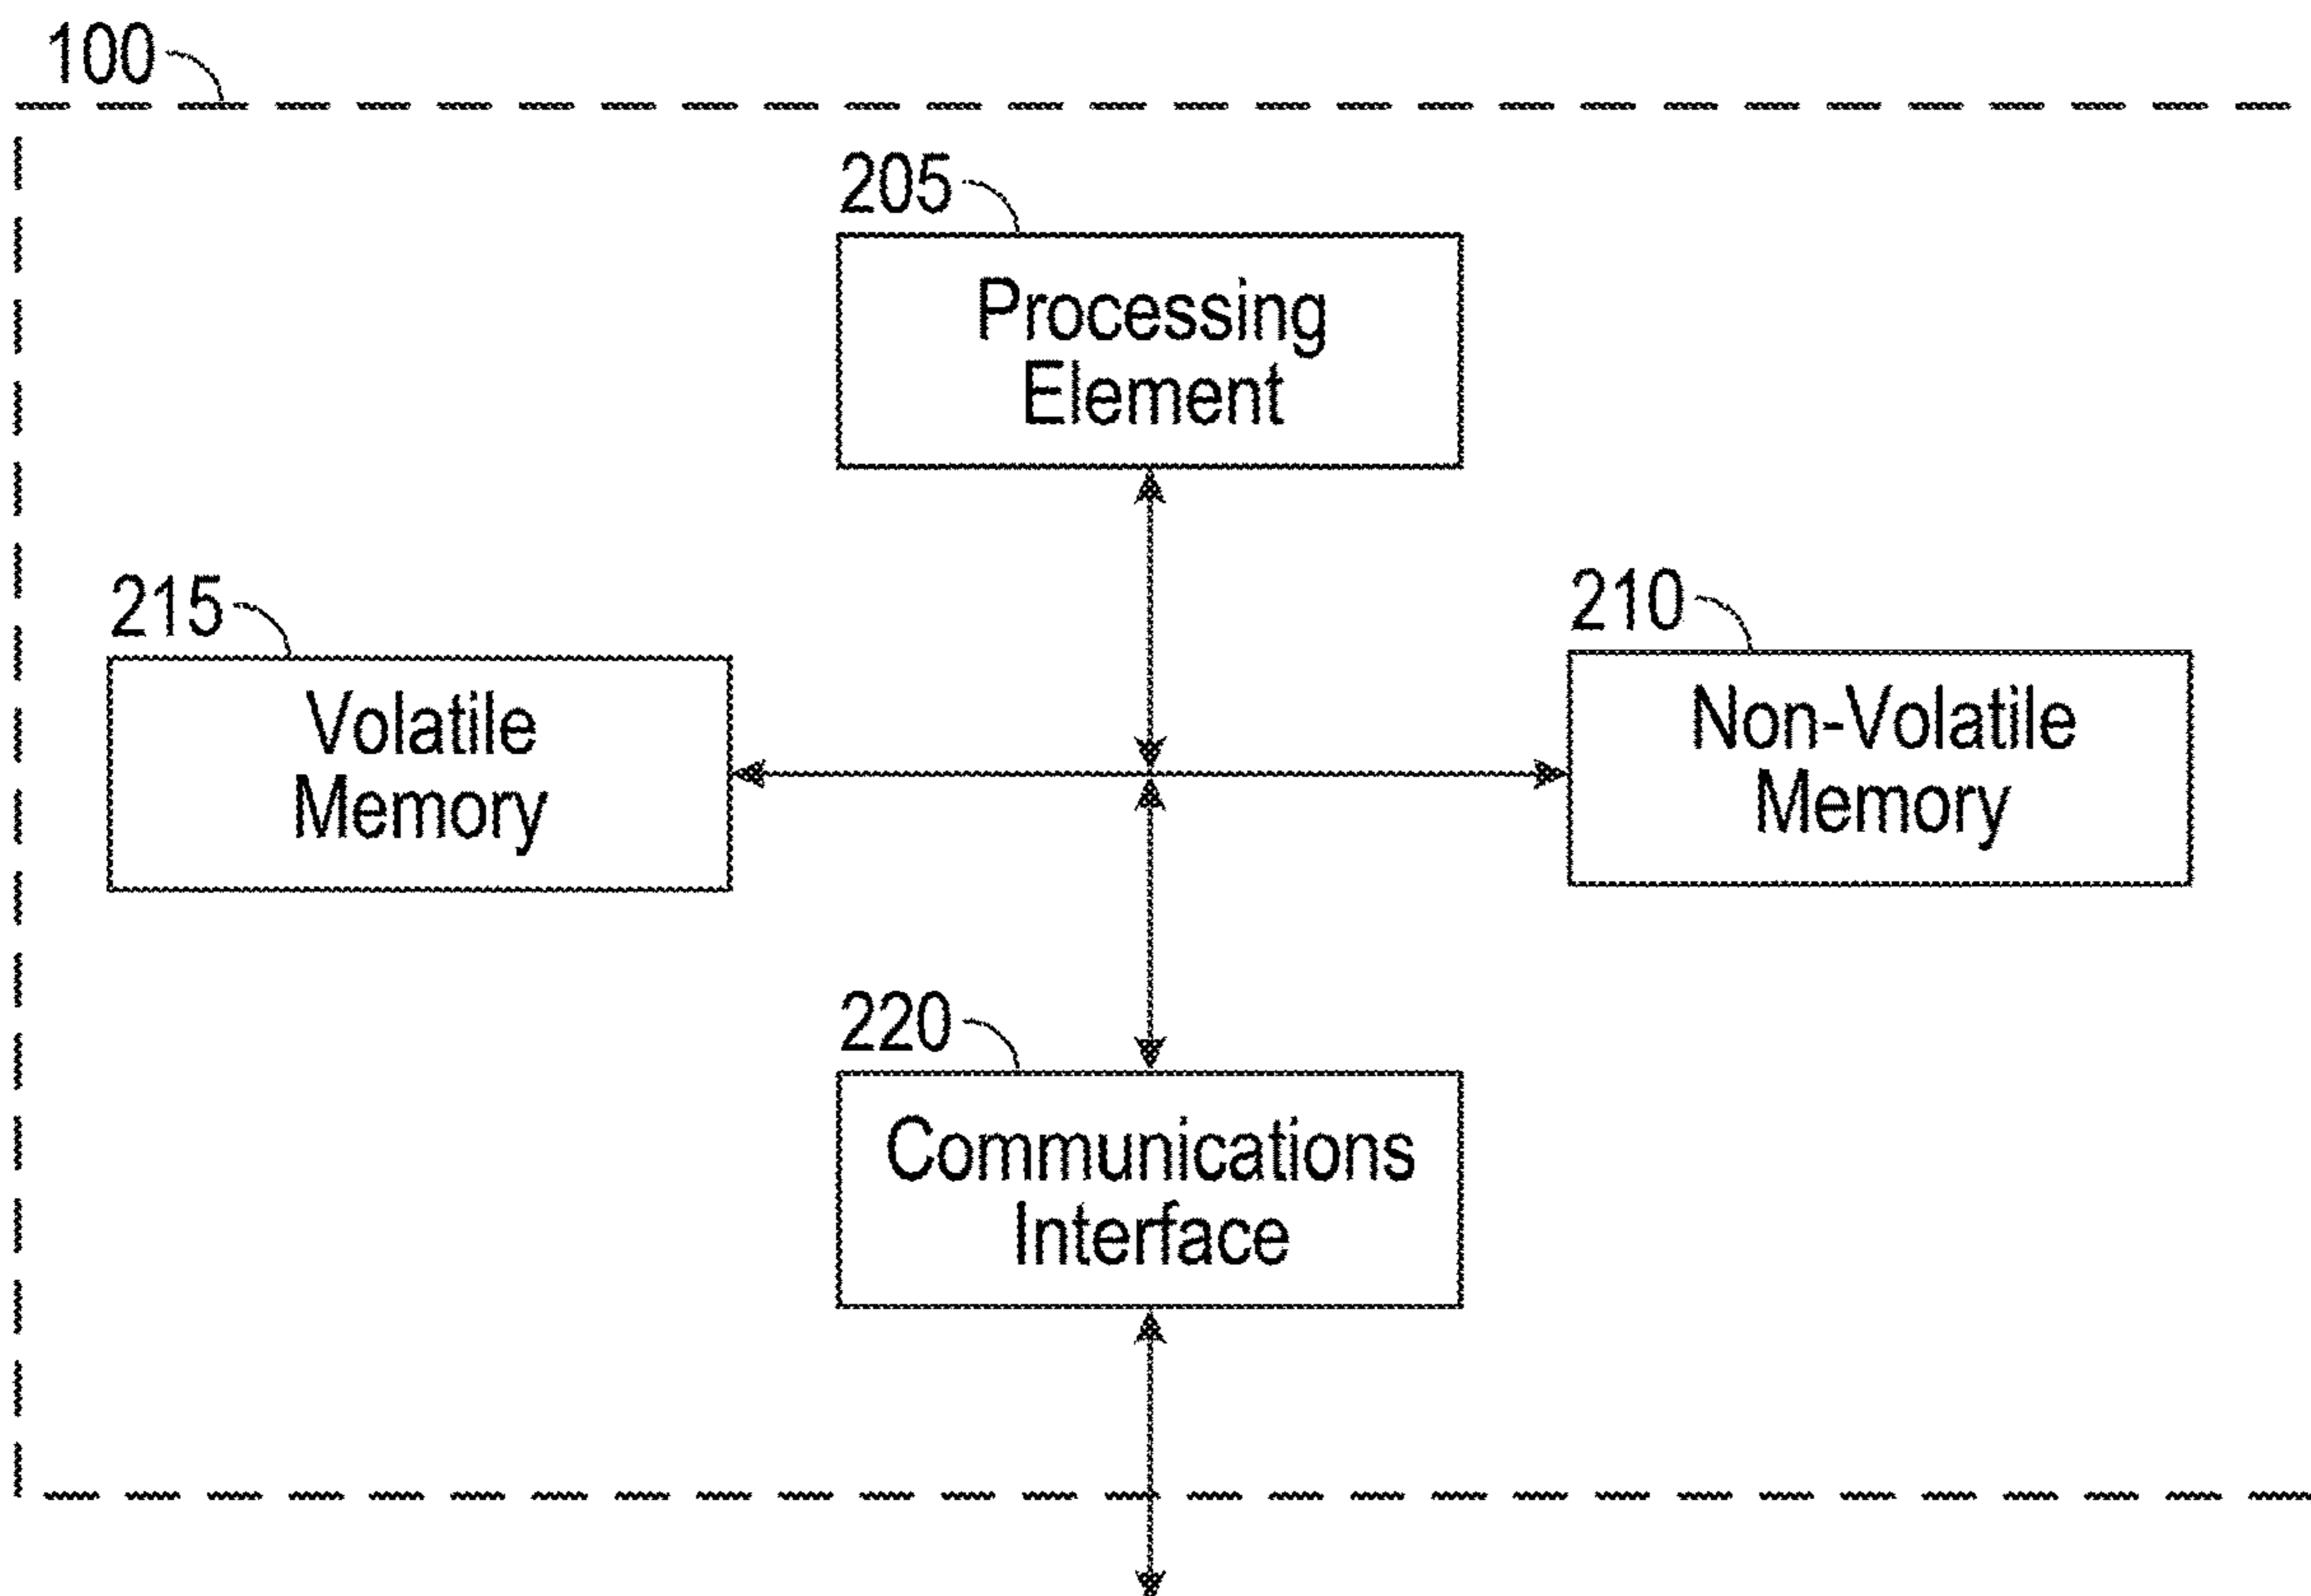 100
205
Processing
Element
215
Volatile
Memory
210
Non-Volatile
Memory
220
Communications
Interface